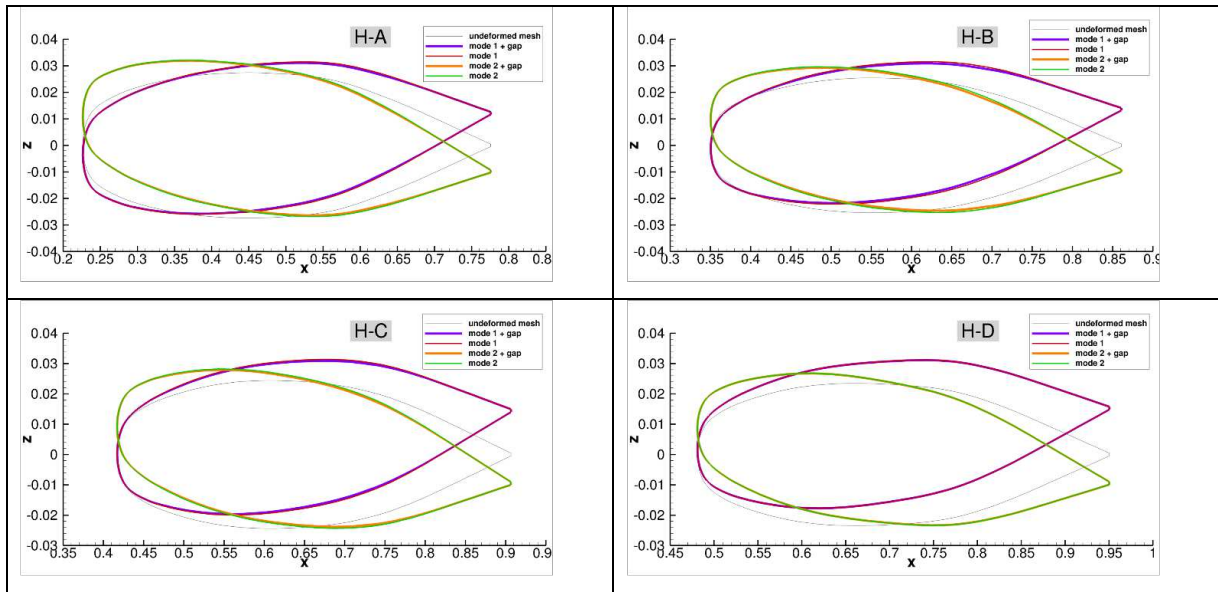 H-A
undeformed mesh
mode 1 + gap
mode 1
mode 2 + gap
mode 2
0.04
0.03
0.02
0.01
0
-0.01
-0.02
-0.03
-0.04
z
0.2 0.25 0.3 0.35 0.4 0.45 0.5 0.55 0.6 0.65 0.7 0.75 0.8 0.8
x
H-B
undeformed mesh
mode 1 + gap
mode 1
mode 2 + gap
mode 2
0.04
0.03
0.02
0.01
0
-0.01
-0.02
-0.03
-0.04
z
0.3 0.35 0.4 0.45 0.5 0.55 0.6 0.65 0.7 0.75 0.8 0.85 0.9
x
H-C
undeformed mesh
mode 1 + gap
mode 1
mode 2 + gap
mode 2
0.04
0.03
0.02
0.01
0
-0.01
-0.02
-0.03
z
0.35 0.4 0.45 0.5 0.55 0.6 0.65 0.7 0.75 0.8 0.85 0.9 0.9
x
H-D
undeformed mesh
mode 1 + gap
mode 1
mode 2 + gap
mode 2
0.04
0.03
0.02
0.01
0
-0.01
-0.02
-0.03
z
0.45 0.5 0.55 0.6 0.65 0.7 0.75 0.8 0.85 0.9 0.95 1
x